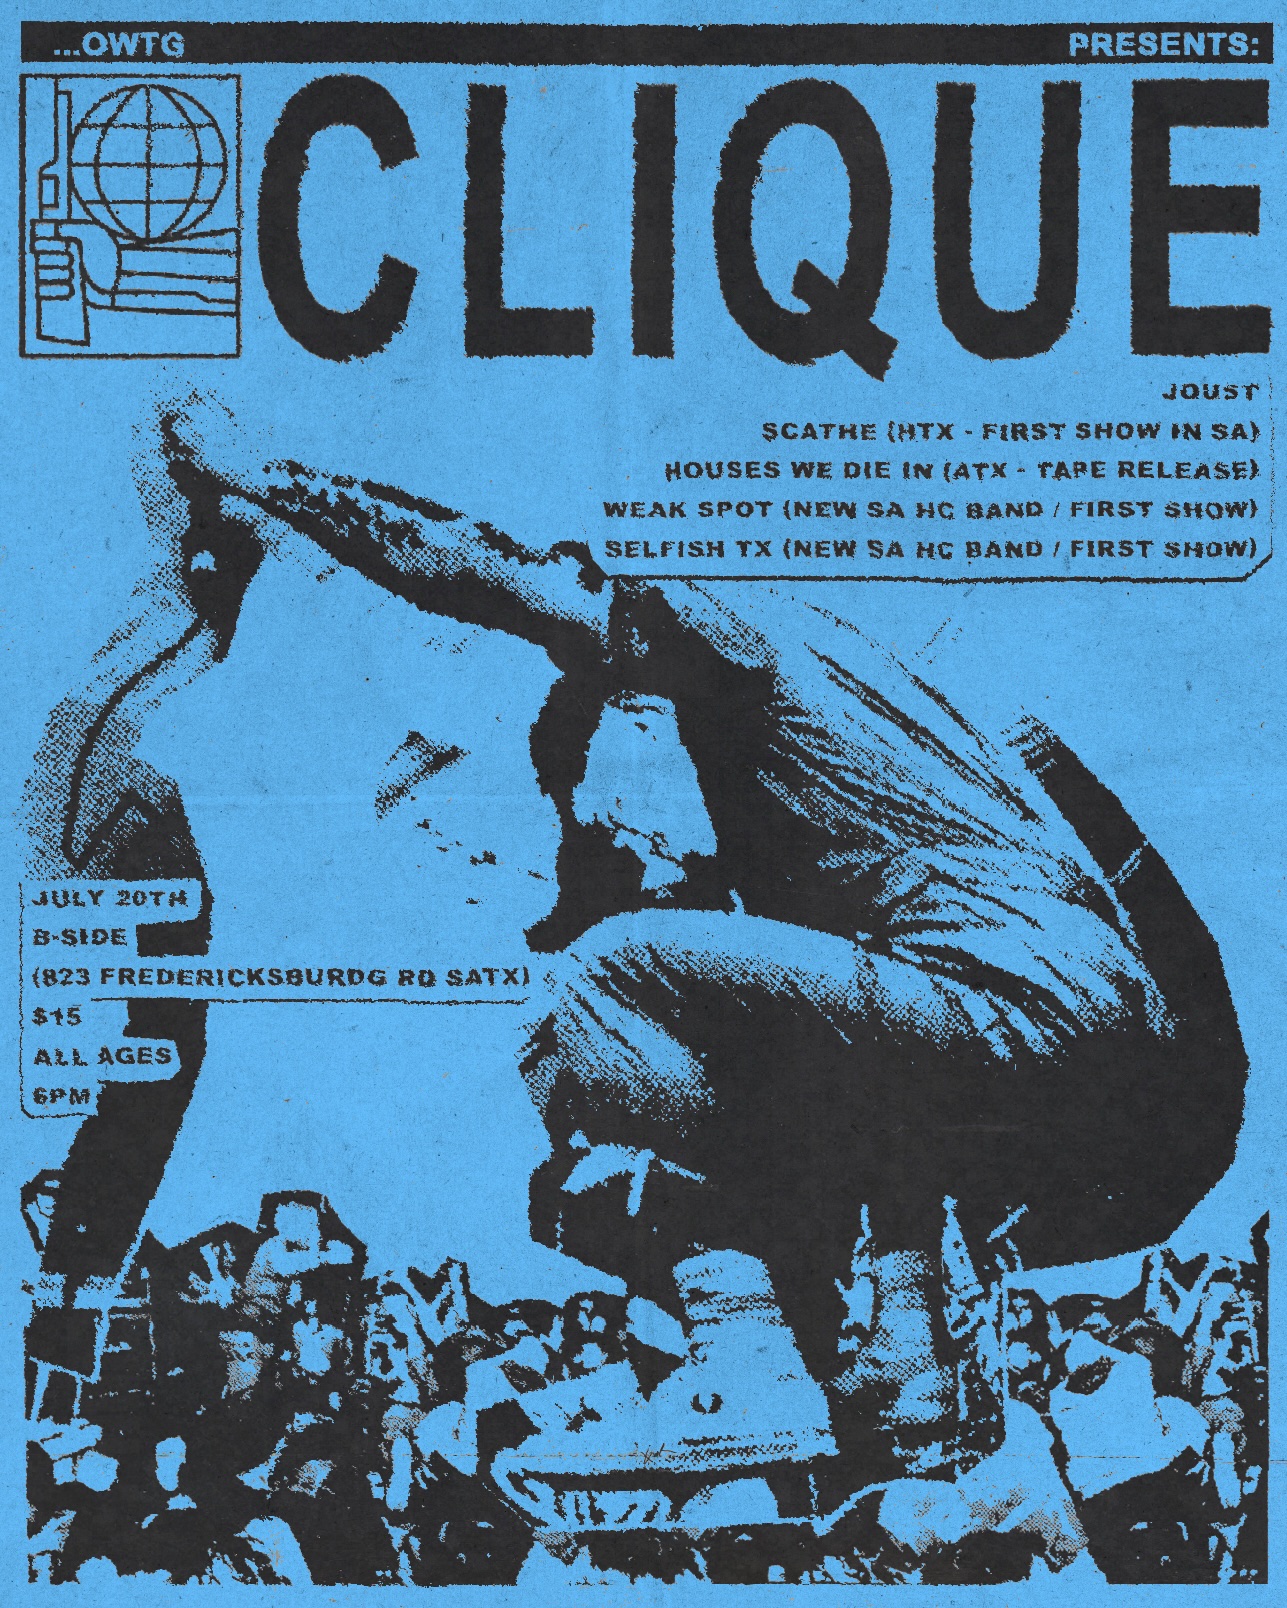 ...OWTG PRESENTS:
CLIQUE
JOUST
SCATHE (HTX - FIRST SHOW IN SA)
HOUSES WE DIE IN (ATX - TAPE RELEASE)
WEAK SPOT (NEW SA HC BAND / FIRST SHOW)
SELFISH TX (NEW SA HC BAND / FIRST SHOW)
JULY 20TH
B-SIDE
(823 FREDERICKSBURDG RD SATX)
$15
ALL AGES
6PM